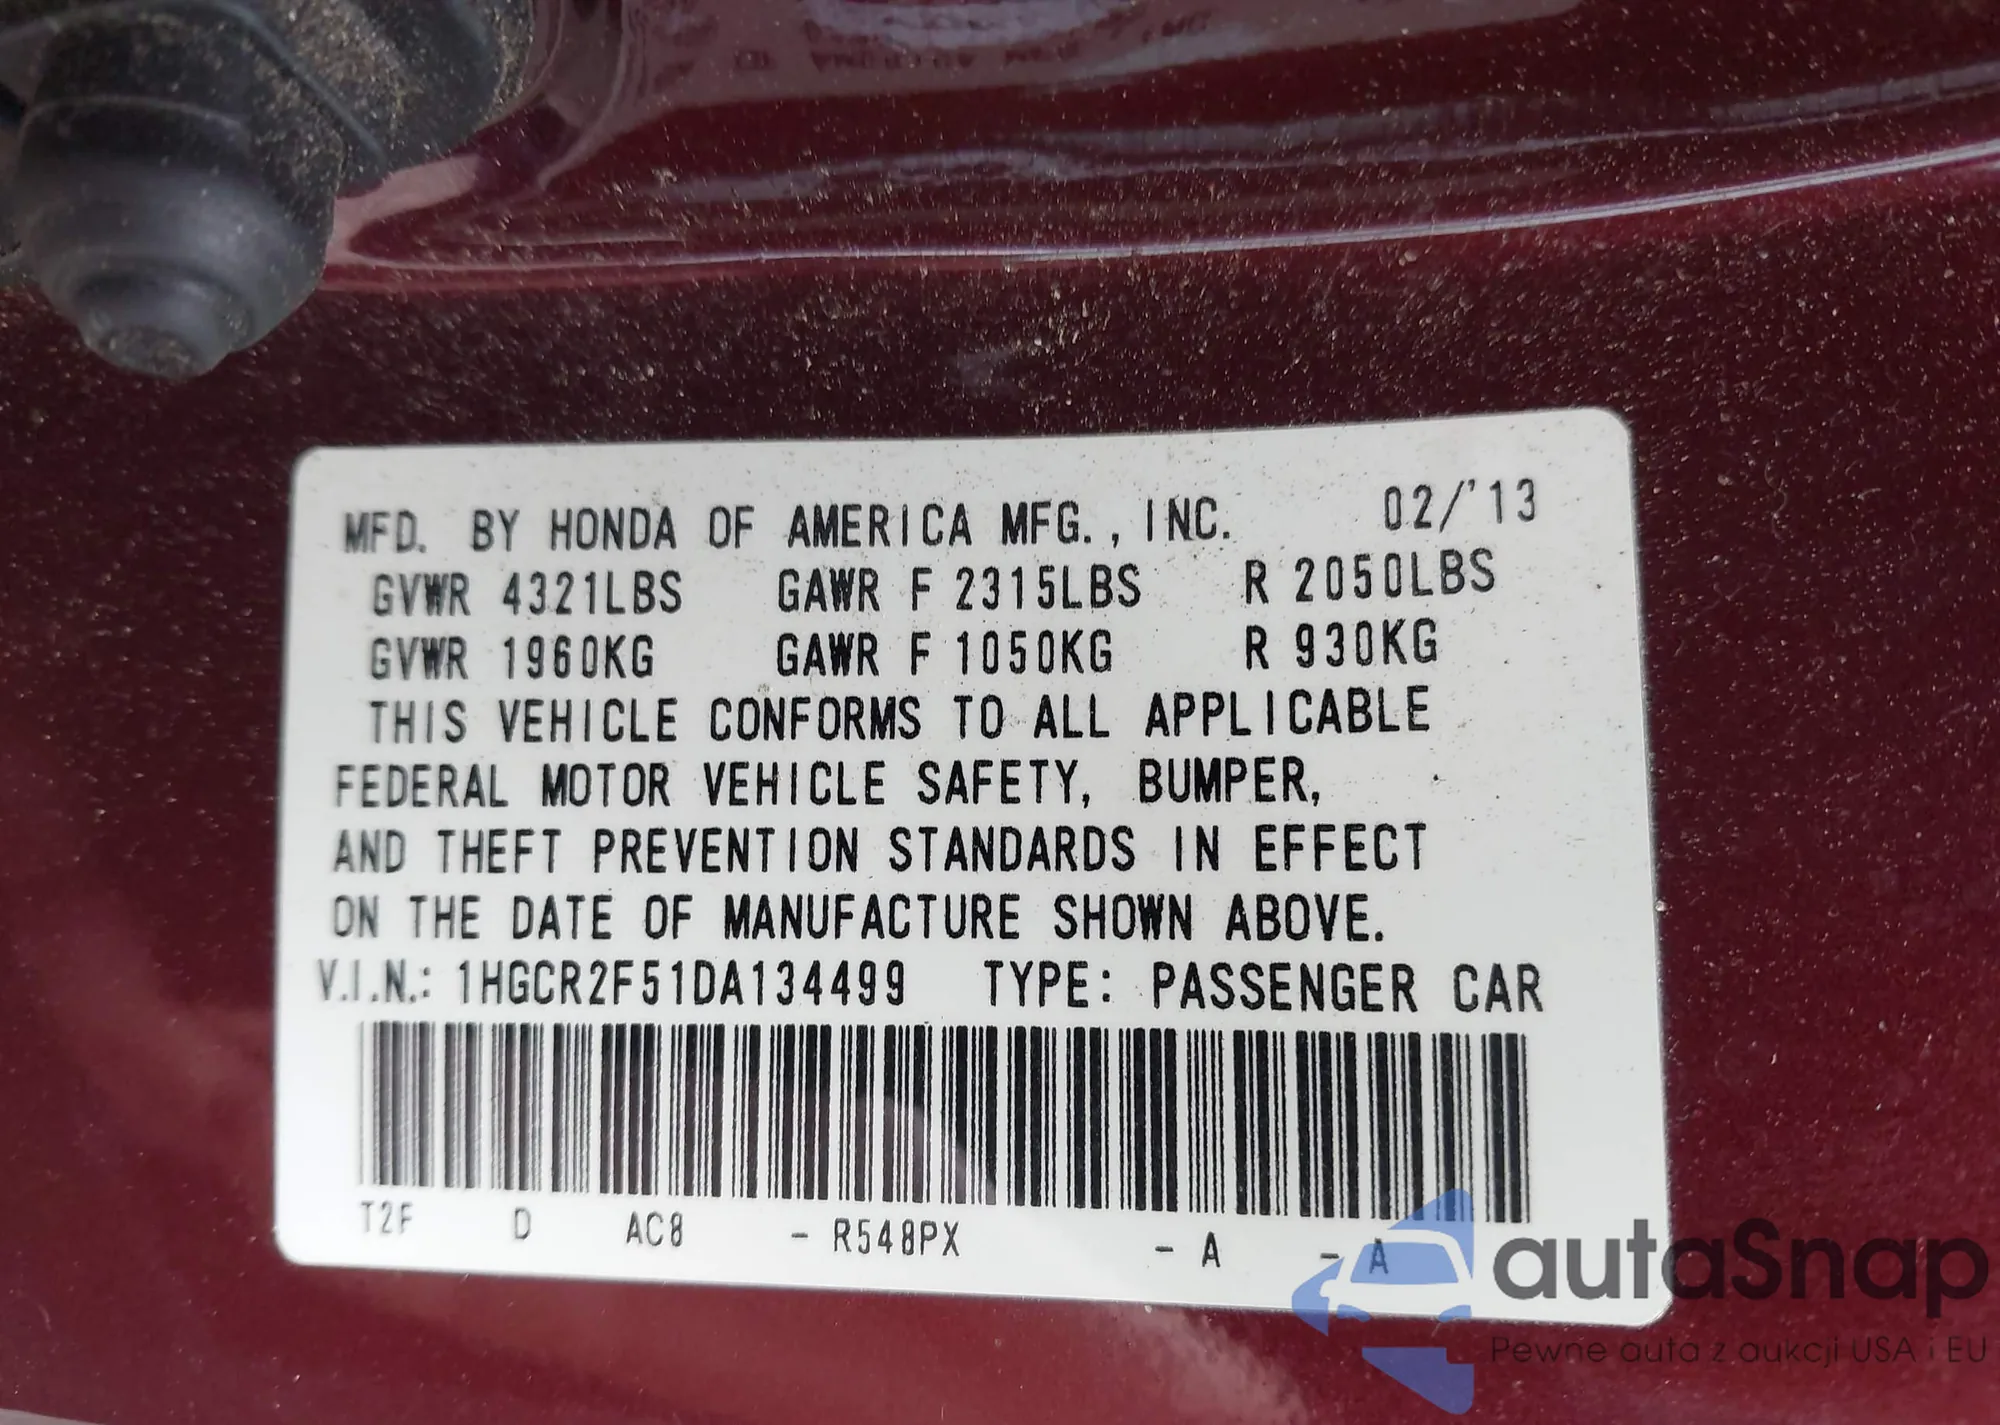 MFD. BY HONDA OF AMERICA MFG., INC. 02/'13
GVWR 4321LBS GAWR F 2315LBS R 2050LBS
GVWR 1960KG GAWR F 1050KG R 930KG
THIS VEHICLE CONFORMS TO ALL APPLICABLE
FEDERAL MOTOR VEHICLE SAFETY, BUMPER,
AND THEFT PREVENTION STANDARDS IN EFFECT
ON THE DATE OF MANUFACTURE SHOWN ABOVE.
V.I.N.: 1HGCR2F51DA134499 TYPE: PASSENGER CAR
T2F D AC8 - R548PX - A - A
autaSnap
Pewne auta z aukcji USA i EU